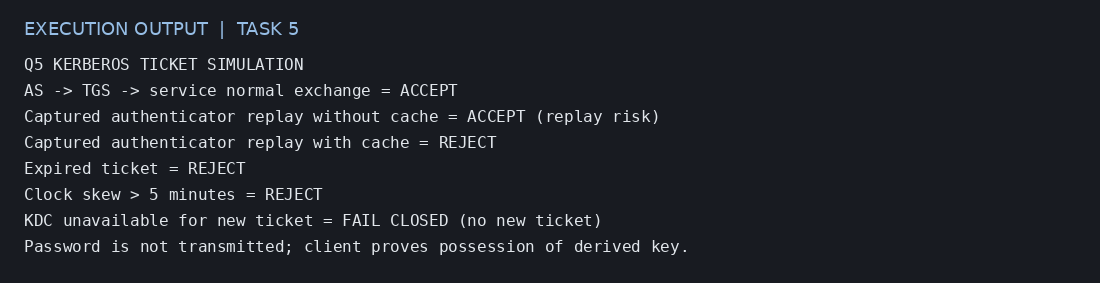 EXECUTION OUTPUT | TASK 5
Q5 KERBEROS TICKET SIMULATION
AS -> TGS -> service normal exchange = ACCEPT
Captured authenticator replay without cache = ACCEPT (replay risk)
Captured authenticator replay with cache = REJECT
Expired ticket = REJECT
Clock skew > 5 minutes = REJECT
KDC unavailable for new ticket = FAIL CLOSED (no new ticket)
Password is not transmitted; client proves possession of derived key.